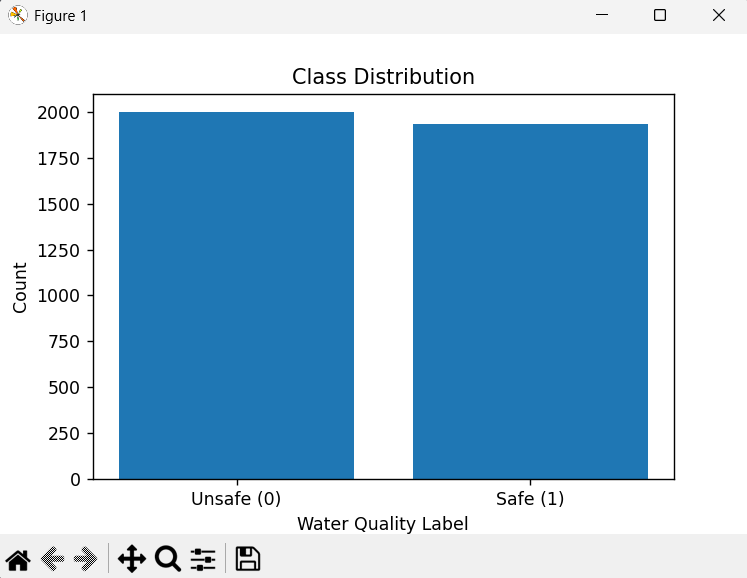 Figure 1
Class Distribution
2000
1750
1500
1250
1000
750
500
250
0
Count
Unsafe (0)
Safe (1)
Water Quality Label